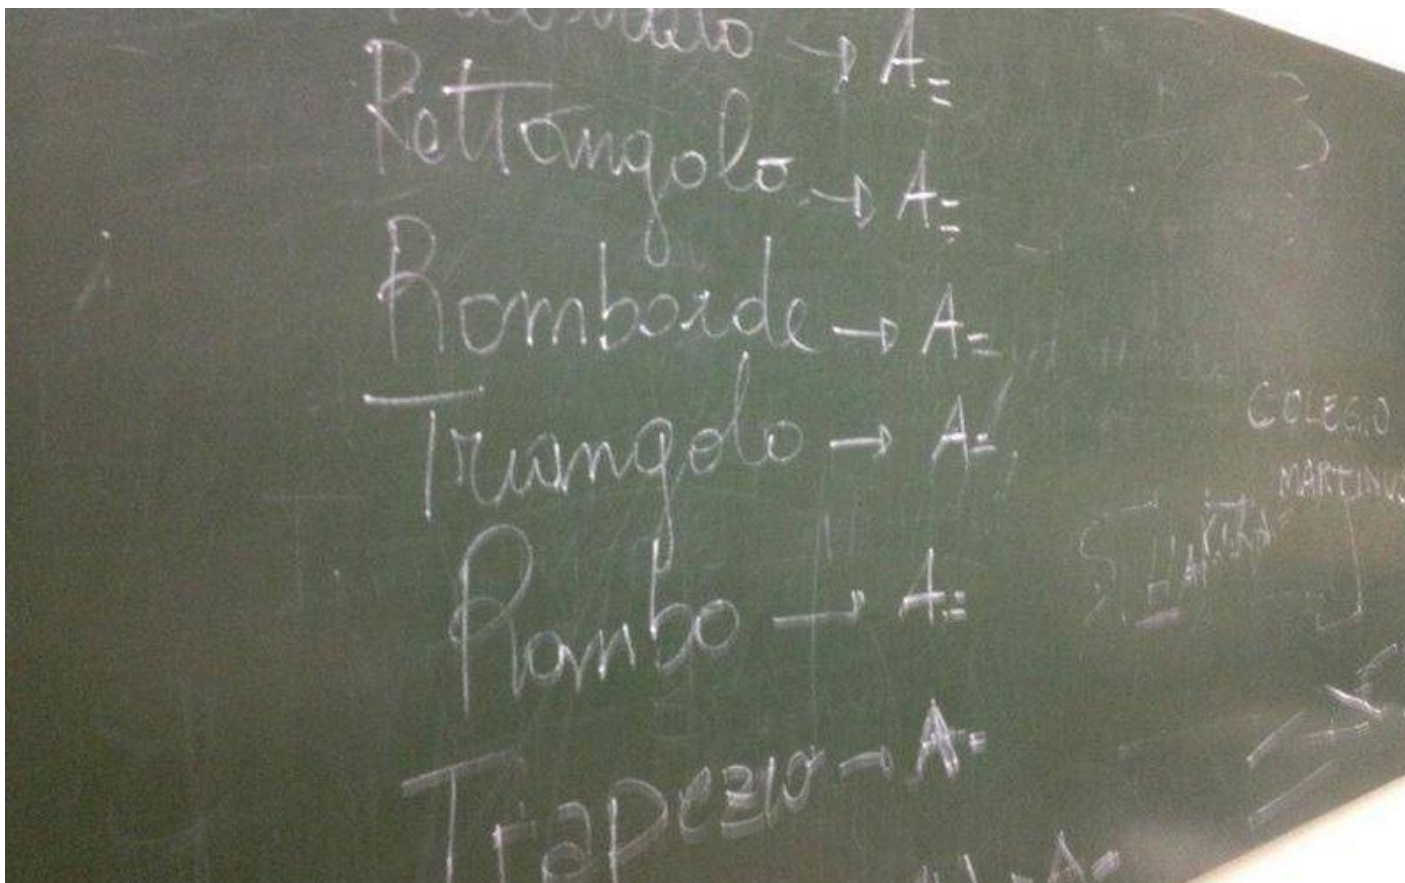 → A=
Rettangolo → A=
Romboide → A=
Triangolo → A=
Rombo → A=
Trapezio → A=
A=
COLEGIO